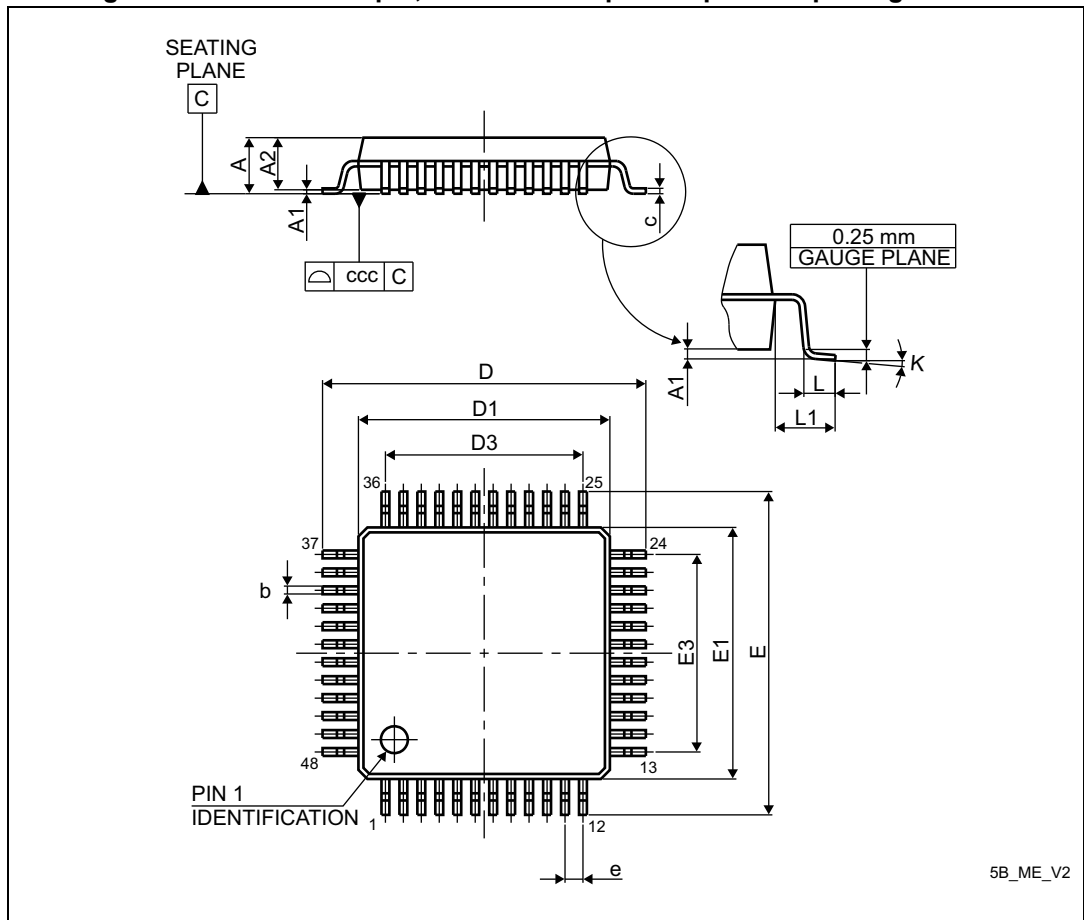 SEATING
PLANE
C
A
A2
A1
c
ccc C
0.25 mm
GAUGE PLANE
A1
K
L
L1
D
D1
D3
36
25
37
24
b
E3
E1
E
48
13
PIN 1
IDENTIFICATION
1
12
e
5B_ME_V2